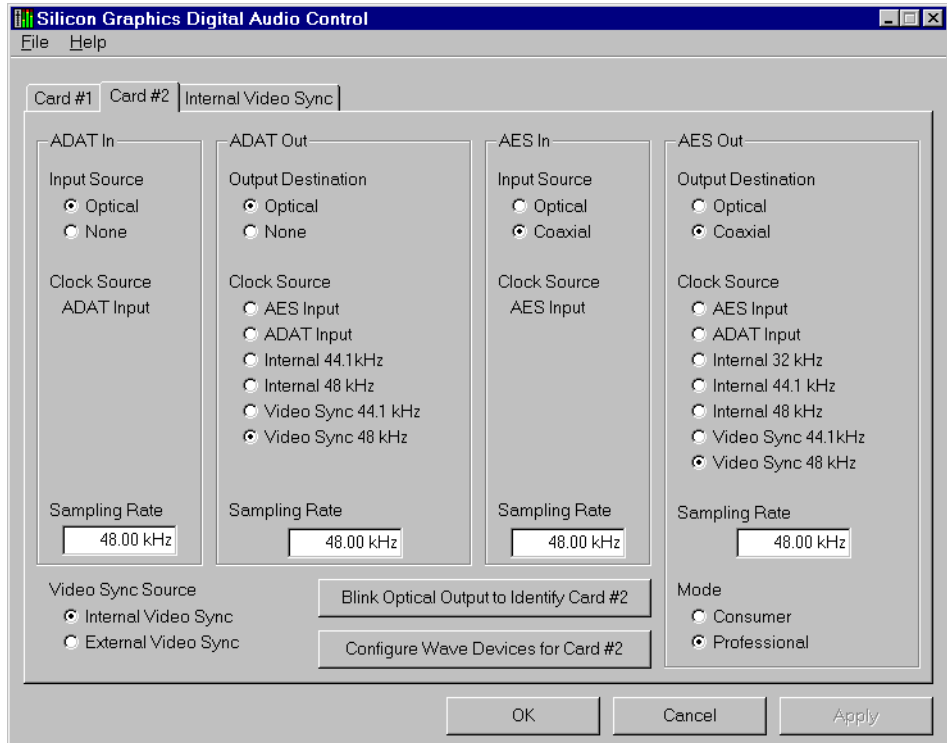 Silicon Graphics Digital Audio Control
File Help
Card #1 Card #2 Internal Video Sync
ADAT In
Input Source
Optical
None
Clock Source
ADAT Input
Sampling Rate
48.00 kHz
ADAT Out
Output Destination
Optical
None
Clock Source
AES Input
ADAT Input
Internal 44.1kHz
Internal 48 kHz
Video Sync 44.1 kHz
Video Sync 48 kHz
Sampling Rate
48.00 kHz
AES In
Input Source
Optical
Coaxial
Clock Source
AES Input
Sampling Rate
48.00 kHz
AES Out
Output Destination
Optical
Coaxial
Clock Source
AES Input
ADAT Input
Internal 32 kHz
Internal 44.1 kHz
Internal 48 kHz
Video Sync 44.1kHz
Video Sync 48 kHz
Sampling Rate
48.00 kHz
Mode
Consumer
Professional
Video Sync Source
Internal Video Sync
External Video Sync
Blink Optical Output to Identify Card #2
Configure Wave Devices for Card #2
OK Cancel Apply